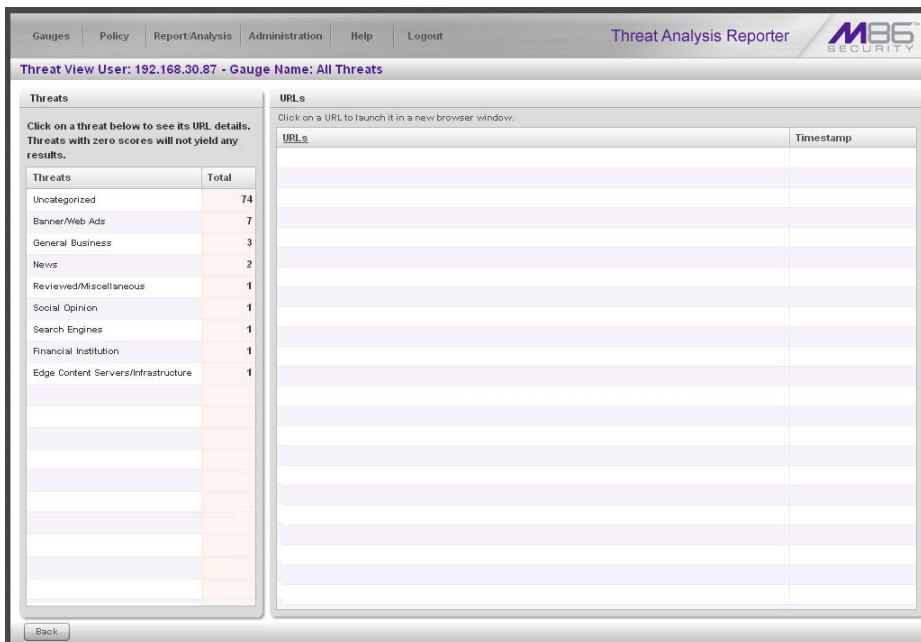 Gauges Policy Report/Analysis Administration Help Logout Threat Analysis Reporter M86 SECURITY
Threat View User: 192.168.30.87 - Gauge Name: All Threats
Threats
Click on a threat below to see its URL details.
Threats with zero scores will not yield any
results.
Threats Total
Uncategorized 74
Banner/Web Ads 7
General Business 3
News 2
Reviewed/Miscellaneous 1
Social Opinion 1
Search Engines 1
Financial Institution 1
Edge Content Servers/Infrastructure 1
URLs
Click on a URL to launch it in a new browser window.
URLs Timestamp
Back